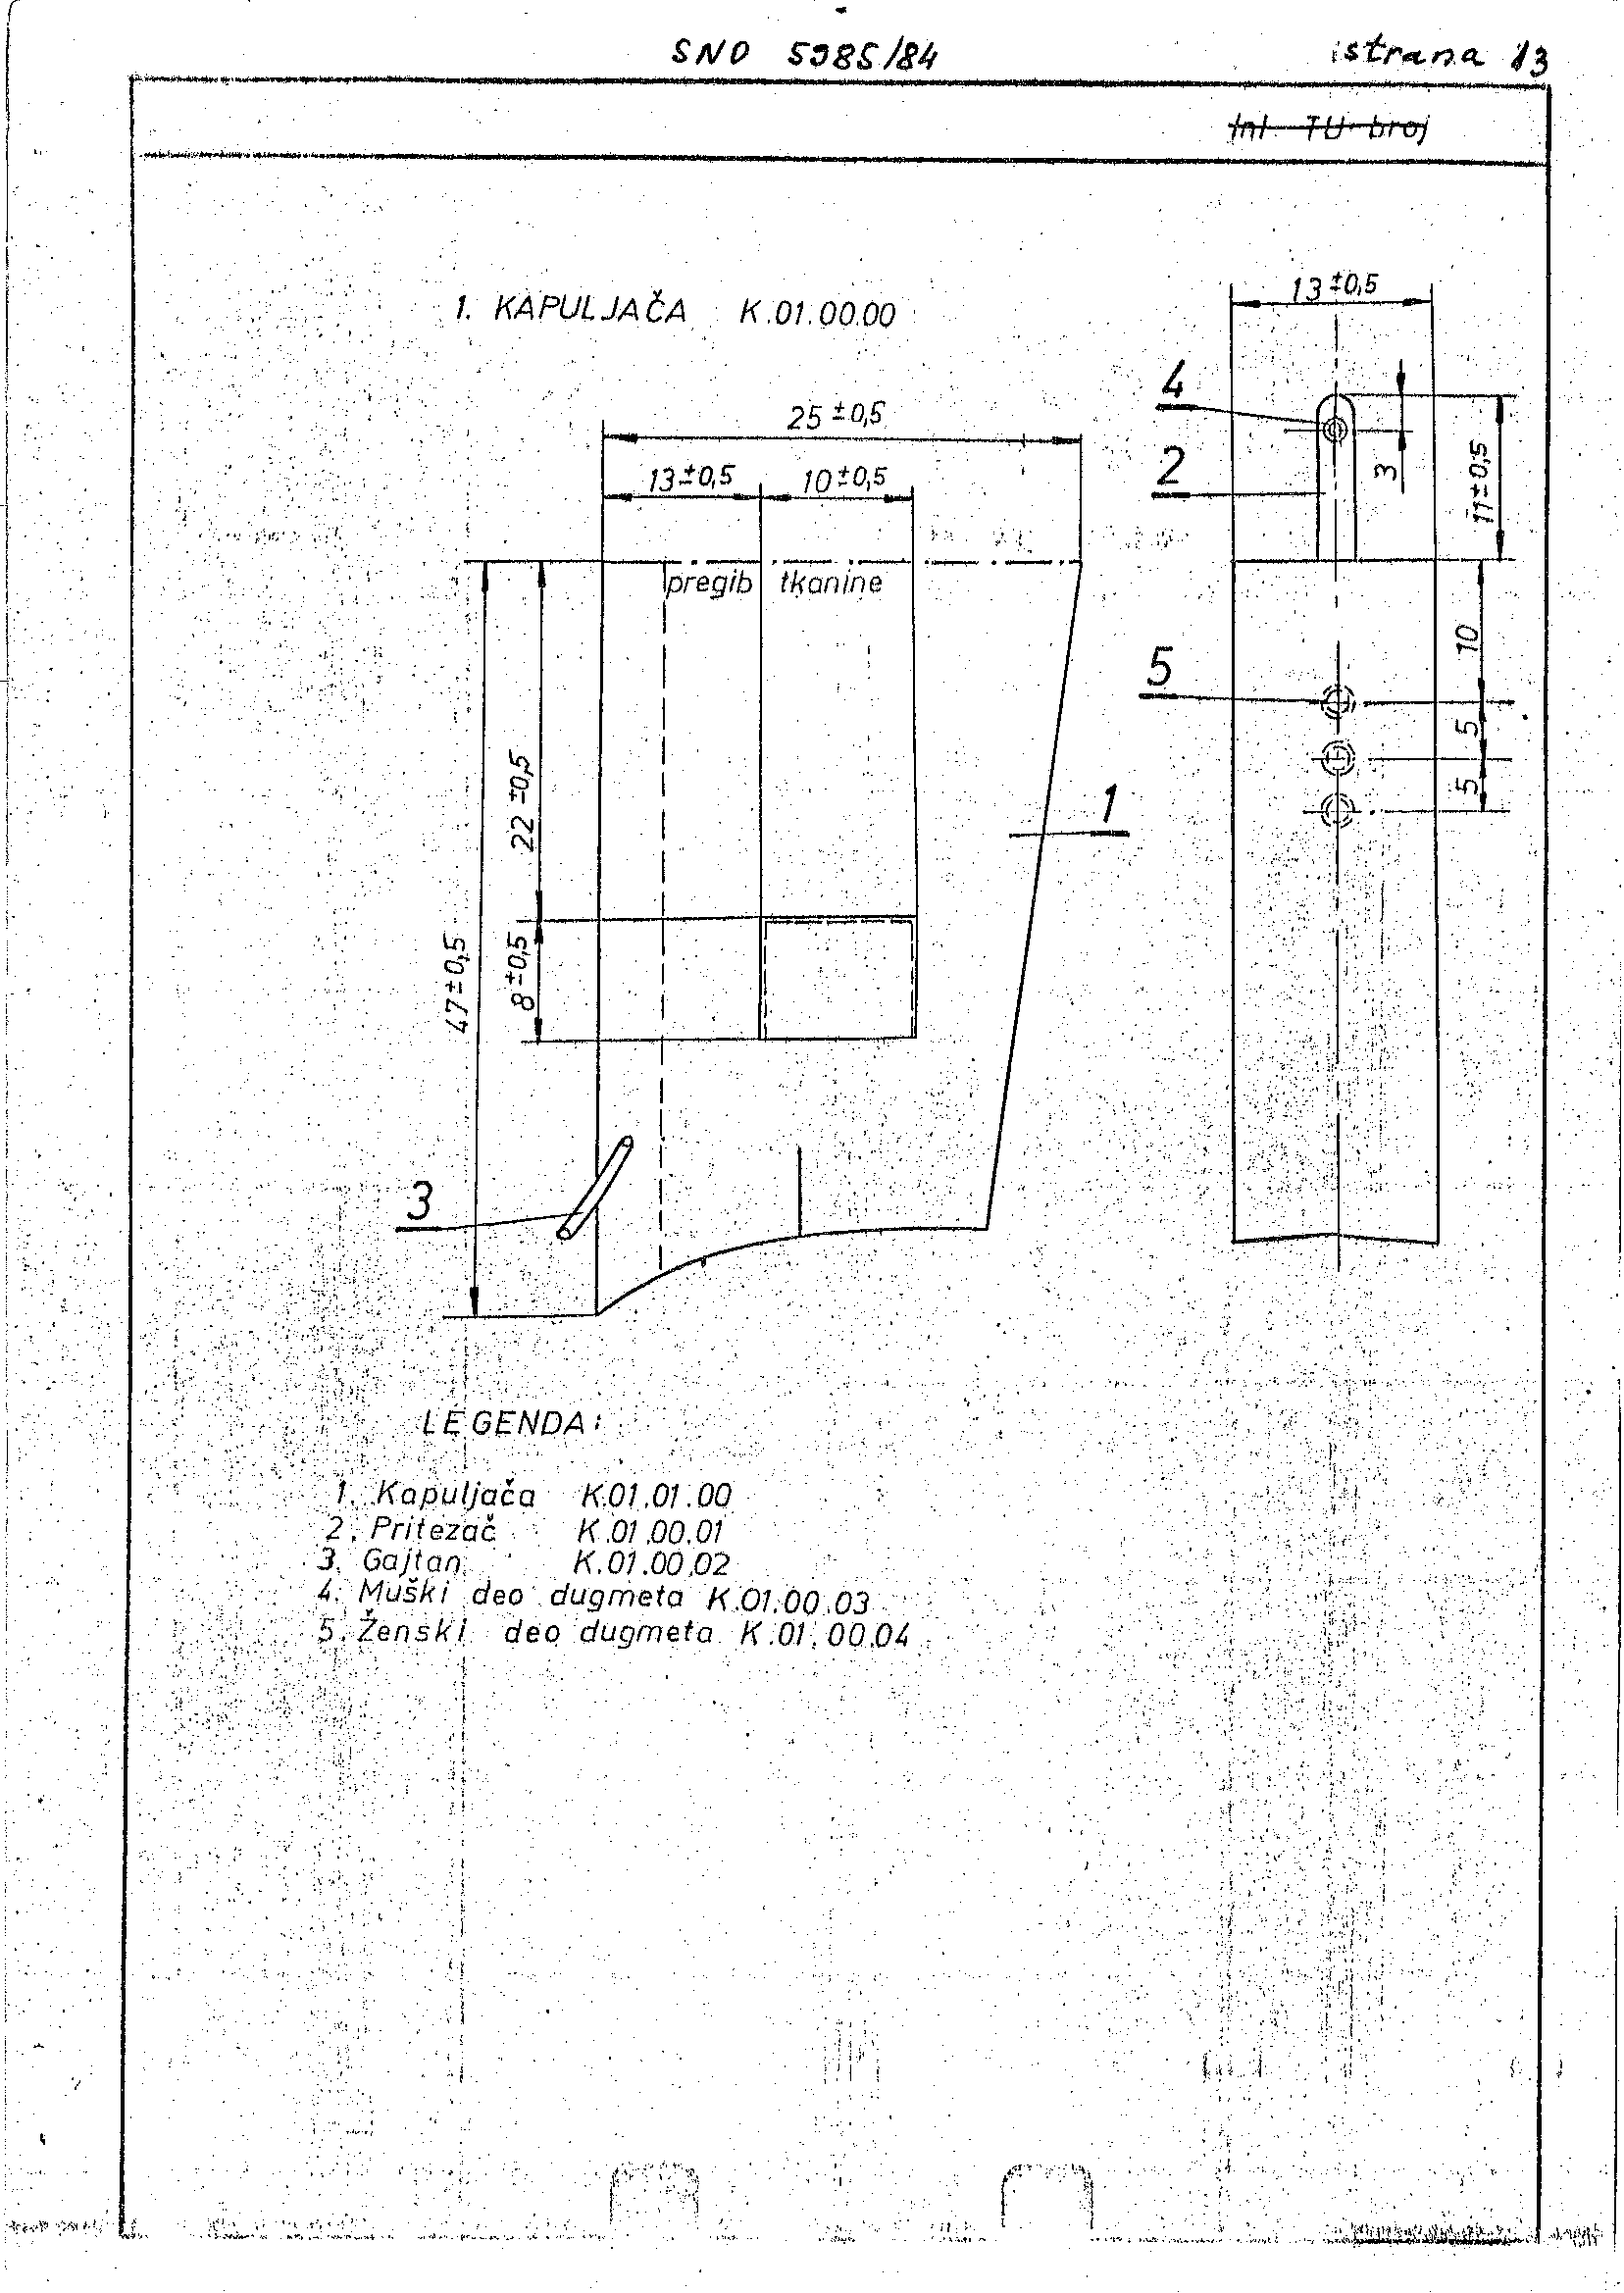 SNO 5985/84
strana 13
Int. TU broj
1. KAPULJAČA K.01.00.00
13±0,5
25±0,5
13±0,5 10±0,5
4
2
3
11±0,5
pregib tkanine
10
5
5
5
22±0,5
1
8±0,5
47±0,5
3
LEGENDA:
1. Kapuljača K.01.01.00
2. Pritezač K.01.00.01
3. Gajtan K.01.00.02
4. Muški deo dugmeta K.01.00.03
5. Ženski deo dugmeta K.01.00.04